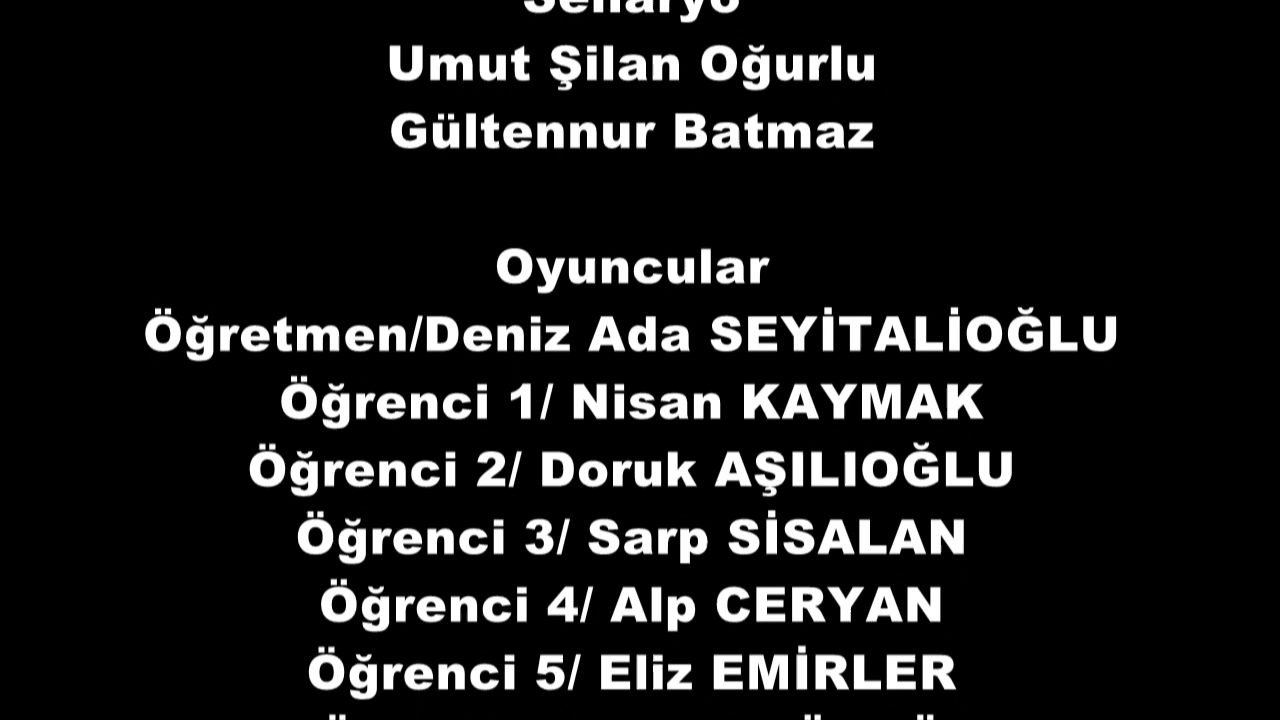 Senaryo
Umut Şilan Oğurlu
Gültennur Batmaz
Oyuncular
Öğretmen/Deniz Ada SEYİTALİOĞLU
Öğrenci 1/ Nisan KAYMAK
Öğrenci 2/ Doruk AŞILIOĞLU
Öğrenci 3/ Sarp SİSALAN
Öğrenci 4/ Alp CERYAN
Öğrenci 5/ Eliz EMİRLER